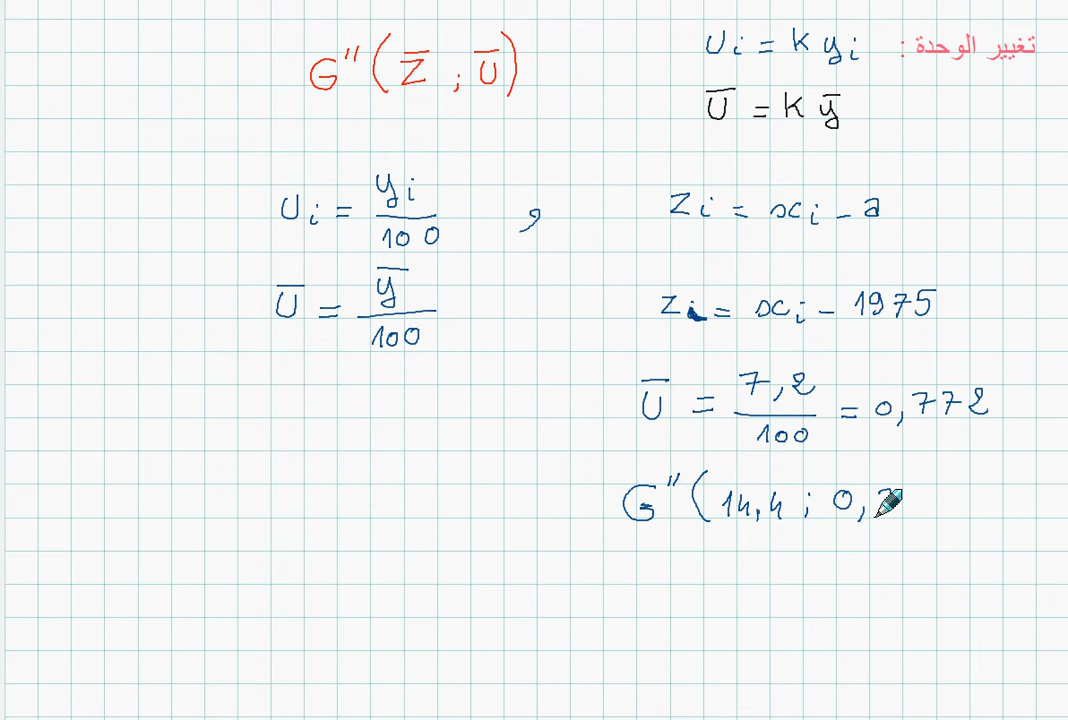 G"(Z̅ ; U̅)
Ui = K yi : تغيير الوحدة
U̅ = K y̅
Ui = yi/100 , Zi = xi - a
U̅ = y̅/100
Zi = xi - 1975
U̅ = 7,2/100 = 0,772
G"(14,4 ; 0,